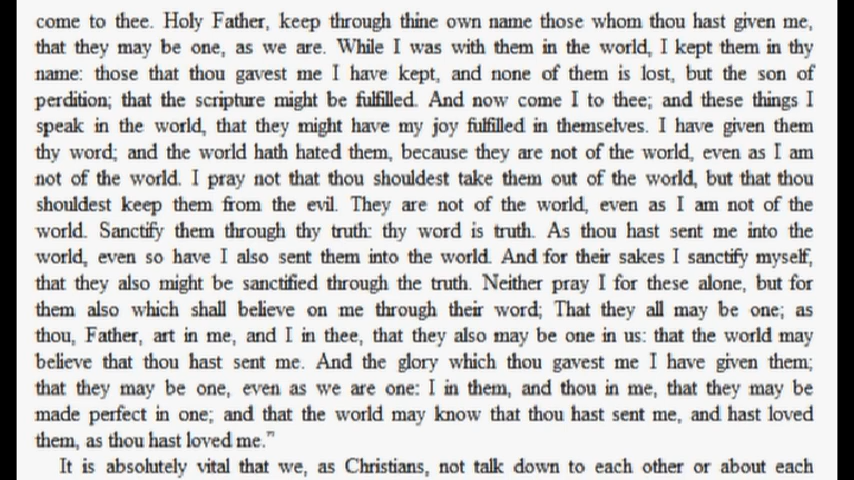 come to thee. Holy Father, keep through thine own name those whom thou hast given me,
that they may be one, as we are. While I was with them in the world, I kept them in thy
name: those that thou gavest me I have kept, and none of them is lost, but the son of
perdition; that the scripture might be fulfilled. And now come I to thee; and these things I
speak in the world, that they might have my joy fulfilled in themselves. I have given them
thy word; and the world hath hated them, because they are not of the world, even as I am
not of the world. I pray not that thou shouldest take them out of the world, but that thou
shouldest keep them from the evil. They are not of the world, even as I am not of the
world. Sanctify them through thy truth: thy word is truth. As thou hast sent me into the
world, even so have I also sent them into the world. And for their sakes I sanctify myself,
that they also might be sanctified through the truth. Neither pray I for these alone, but for
them also which shall believe on me through their word; That they all may be one; as
thou, Father, art in me, and I in thee, that they also may be one in us: that the world may
believe that thou hast sent me. And the glory which thou gavest me I have given them;
that they may be one, even as we are one: I in them, and thou in me, that they may be
made perfect in one; and that the world may know that thou hast sent me, and hast loved
them, as thou hast loved me."
It is absolutely vital that we, as Christians, not talk down to each other or about each